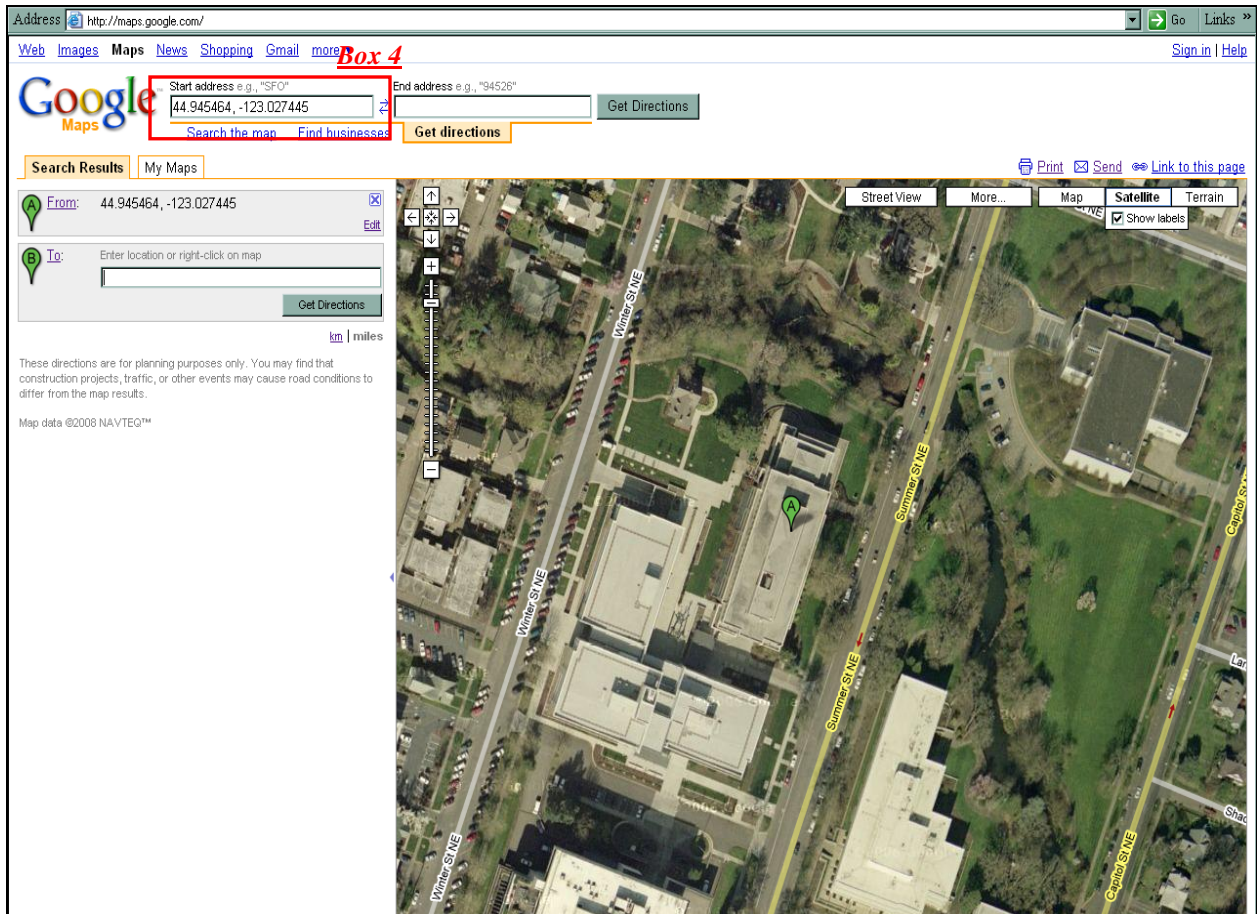 Address http://maps.google.com/ Go Links »
Web Images Maps News Shopping Gmail more Sign in | Help
Box 4
Google Maps
Start address e.g., "SFO" End address e.g., "94526"
44.945464, -123.027445 Get Directions
Search the map Find businesses Get directions
Search Results My Maps Print Send Link to this page
A From: 44.945464, -123.027445
Edit
B To: Enter location or right-click on map
Get Directions
km | miles
These directions are for planning purposes only. You may find that
construction projects, traffic, or other events may cause road conditions to
differ from the map results.
Map data ©2008 NAVTEQ™
Street View More... Map Satellite Terrain
NE Show labels
Winter St NE
Summer St NE
Capitol St N
A
Winter St NE
Summer St NE
Lar
Shac
Capitol St NE
Winter St NE